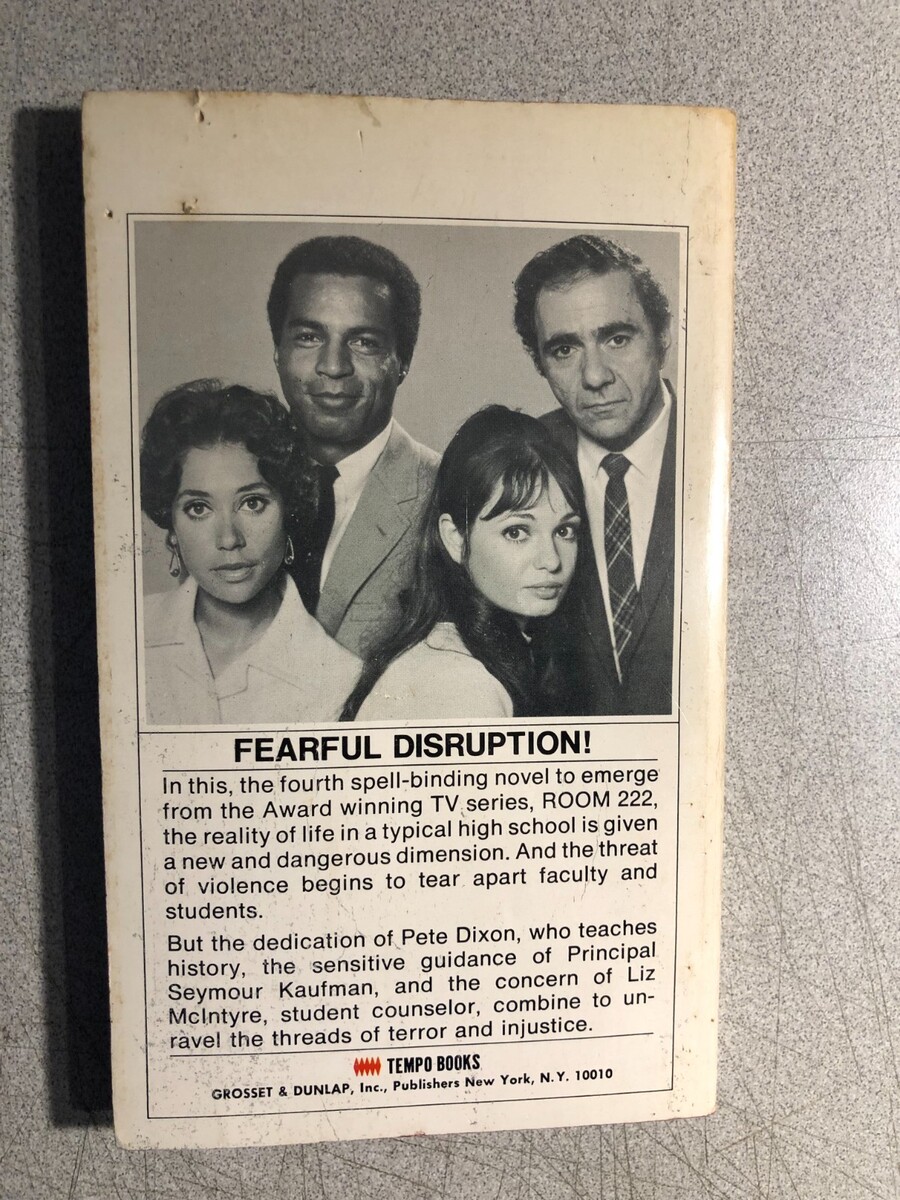 FEARFUL DISRUPTION!
In this, the fourth spell-binding novel to emerge
from the Award winning TV series, ROOM 222,
the reality of life in a typical high school is given
a new and dangerous dimension. And the threat
of violence begins to tear apart faculty and
students.
But the dedication of Pete Dixon, who teaches
history, the sensitive guidance of Principal
Seymour Kaufman, and the concern of Liz
McIntyre, student counselor, combine to un-
ravel the threads of terror and injustice.
TEMPO BOOKS
GROSSET & DUNLAP, Inc., Publishers New York, N.Y. 10010